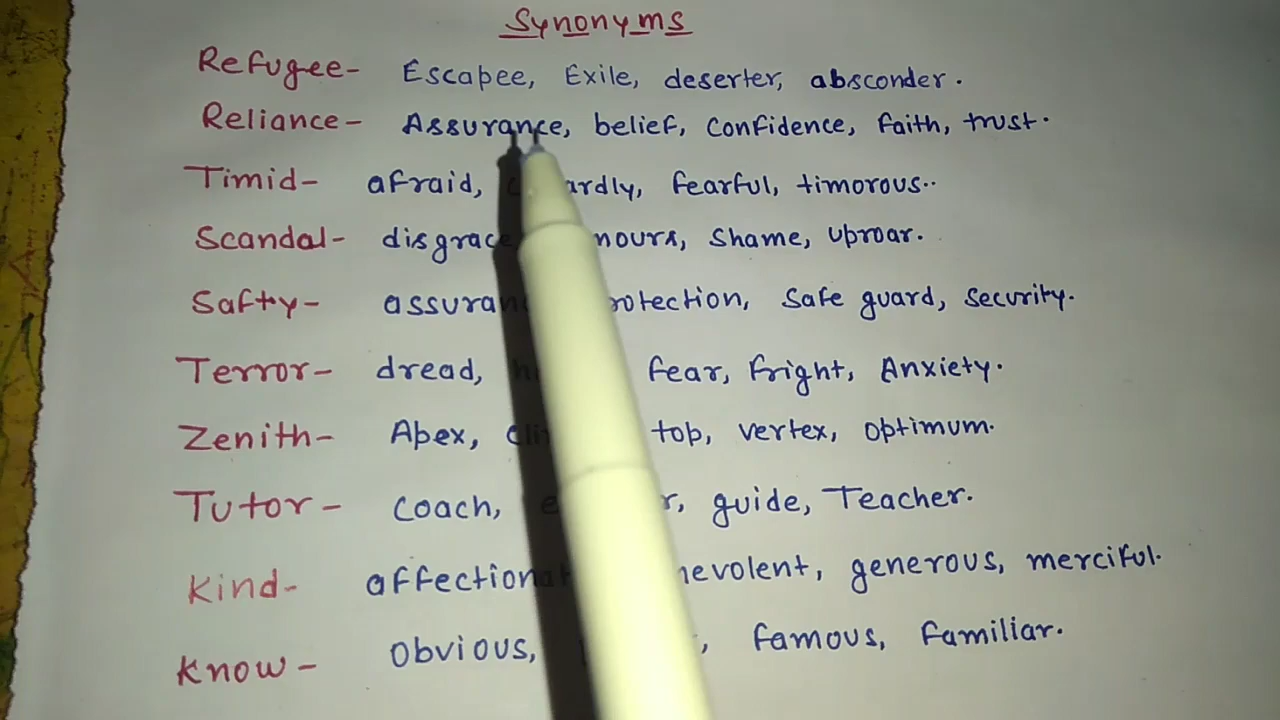 Synonyms
Refugee- Escapee, Exile, deserter, absconder.
Reliance- Assurance, belief, confidence, faith, trust.
Timid- afraid, fearful, timorous..
Scandal- disgrace shame, uproar.
Safty- safe guard, security.
Terror- dread, fear, fright, Anxiety.
Zenith- Apex, top, vertex, optimum.
Tutor- coach, guide, Teacher.
Kind- generous, merciful.
Know- obvious, famous, familiar.